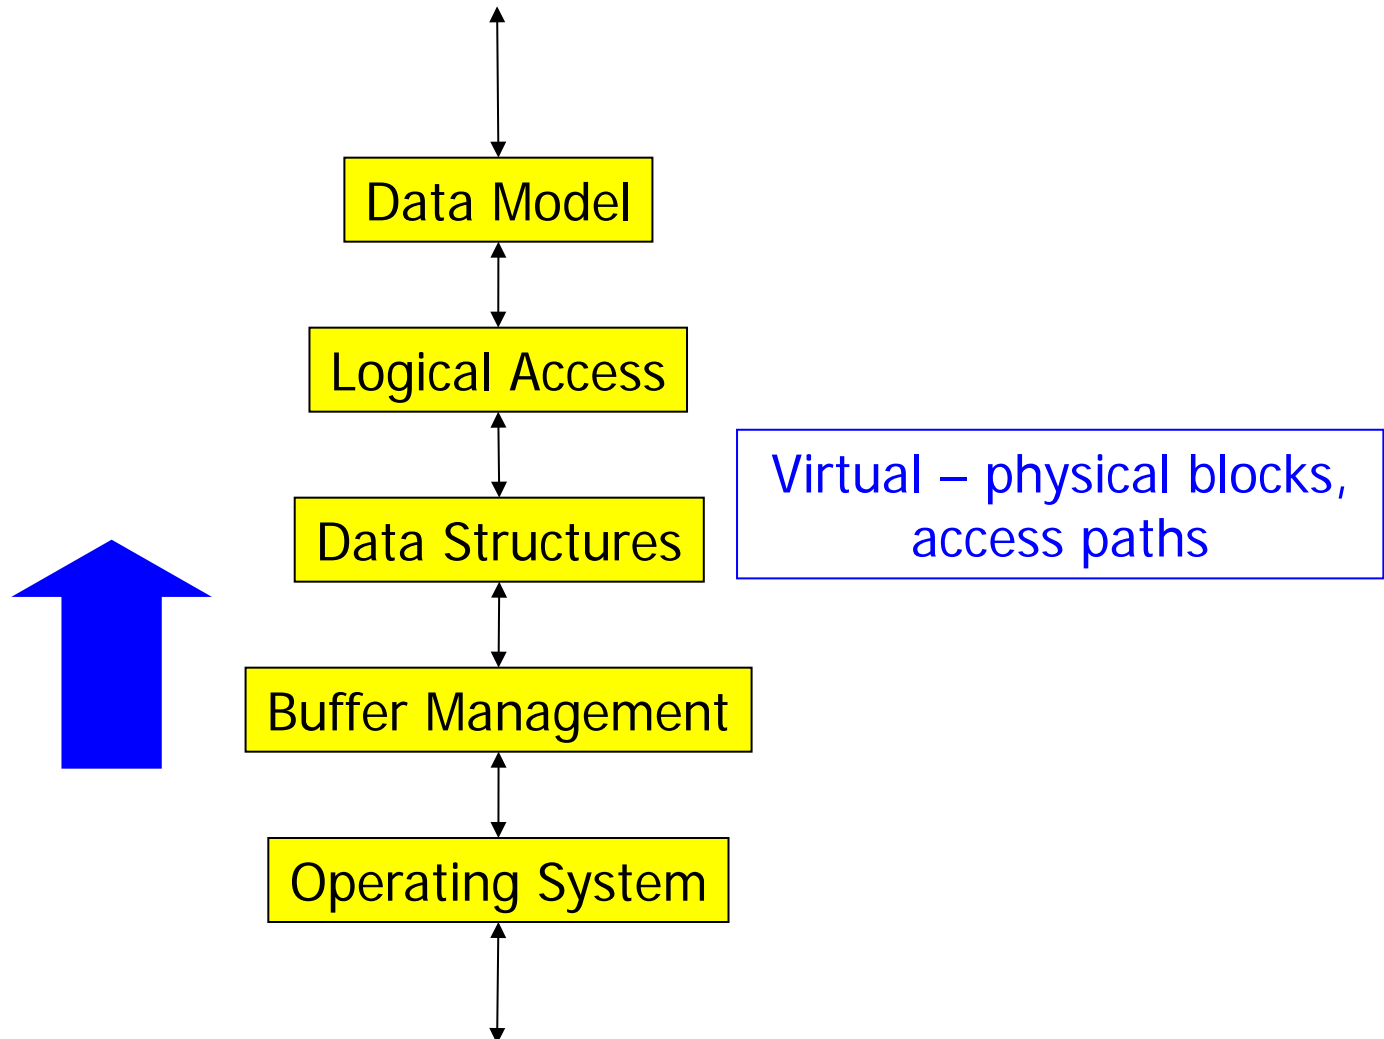 Data Model
Logical Access
Virtual – physical blocks,
access paths
Data Structures
Buffer Management
Operating System